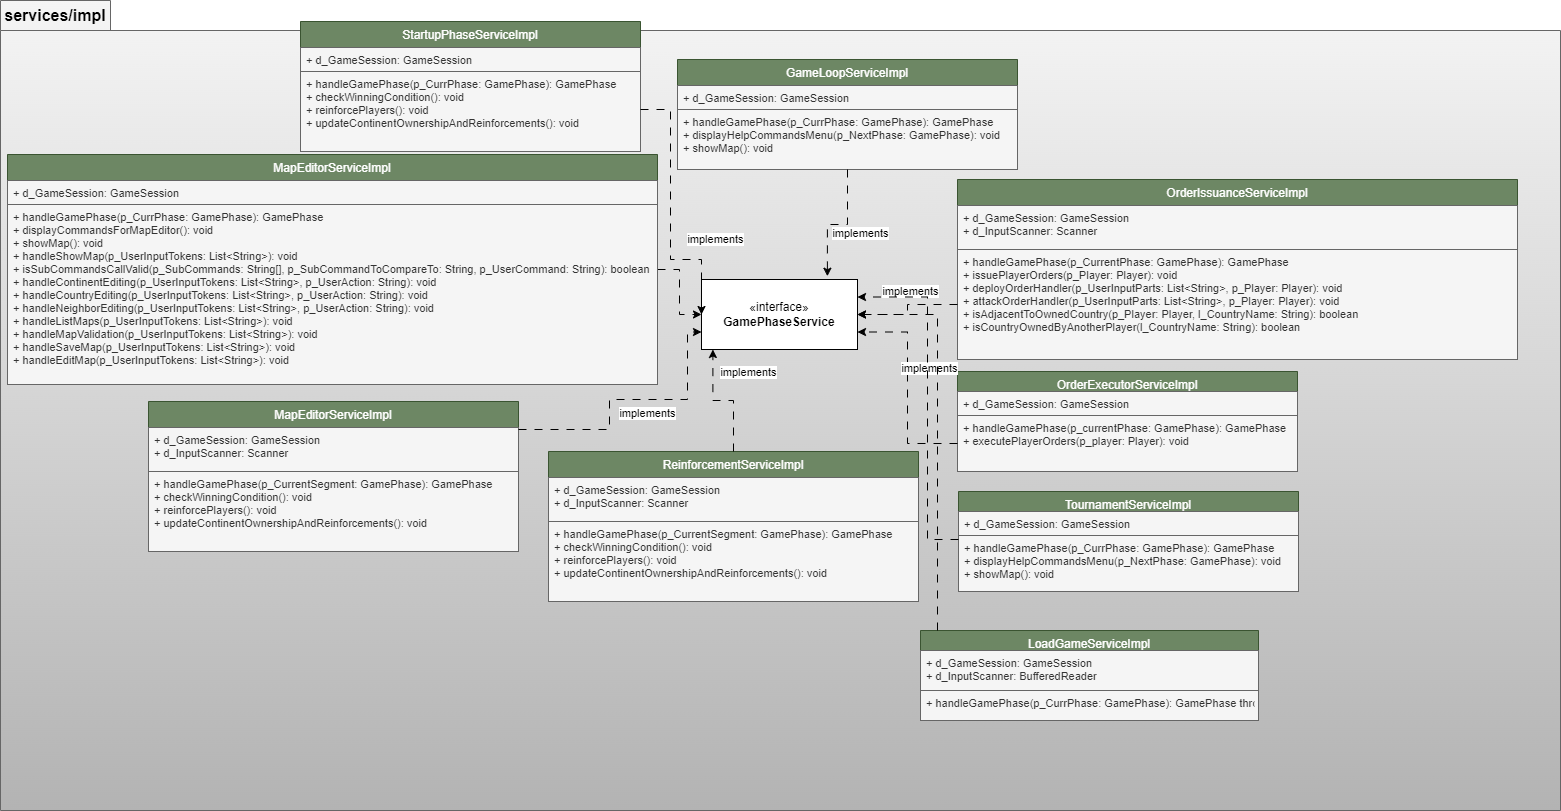 services/impl
StartupPhaseServiceImpl
+ d_GameSession: GameSession
+ handleGamePhase(p_CurrPhase: GamePhase): GamePhase
+ checkWinningCondition(): void
+ reinforcePlayers(): void
+ updateContinentOwnershipAndReinforcements(): void
GameLoopServiceImpl
+ d_GameSession: GameSession
+ handleGamePhase(p_CurrPhase: GamePhase): GamePhase
+ displayHelpCommandsMenu(p_NextPhase: GamePhase): void
+ showMap(): void
MapEditorServiceImpl
+ d_GameSession: GameSession
+ handleGamePhase(p_CurrPhase: GamePhase): GamePhase
+ displayCommandsForMapEditor(): void
+ showMap(): void
+ handleShowMap(p_UserInputTokens: List<String>): void
+ isSubCommandsCallValid(p_SubCommands: String[], p_SubCommandToCompareTo: String, p_UserCommand: String): boolean
+ handleContinentEditing(p_UserInputTokens: List<String>, p_UserAction: String): void
+ handleCountryEditing(p_UserInputTokens: List<String>, p_UserAction: String): void
+ handleNeighborEditing(p_UserInputTokens: List<String>, p_UserAction: String): void
+ handleListMaps(p_UserInputTokens: List<String>): void
+ handleMapValidation(p_UserInputTokens: List<String>): void
+ handleSaveMap(p_UserInputTokens: List<String>): void
+ handleEditMap(p_UserInputTokens: List<String>): void
OrderIssuanceServiceImpl
+ d_GameSession: GameSession
+ d_InputScanner: Scanner
+ handleGamePhase(p_CurrentPhase: GamePhase): GamePhase
+ issuePlayerOrders(p_Player: Player): void
+ deployOrderHandler(p_UserInputParts: List<String>, p_Player: Player): void
+ attackOrderHandler(p_UserInputParts: List<String>, p_Player: Player): void
+ isAdjacentToOwnedCountry(p_Player: Player, l_CountryName: String): boolean
+ isCountryOwnedByAnotherPlayer(l_CountryName: String): boolean
implements
implements
implements
«interface»
GamePhaseService
implements
implements
implements
OrderExecutorServiceImpl
+ d_GameSession: GameSession
+ handleGamePhase(p_currentPhase: GamePhase): GamePhase
+ executePlayerOrders(p_player: Player): void
MapEditorServiceImpl
+ d_GameSession: GameSession
+ d_InputScanner: Scanner
+ handleGamePhase(p_CurrentSegment: GamePhase): GamePhase
+ checkWinningCondition(): void
+ reinforcePlayers(): void
+ updateContinentOwnershipAndReinforcements(): void
ReinforcementServiceImpl
+ d_GameSession: GameSession
+ d_InputScanner: Scanner
+ handleGamePhase(p_CurrentSegment: GamePhase): GamePhase
+ checkWinningCondition(): void
+ reinforcePlayers(): void
+ updateContinentOwnershipAndReinforcements(): void
TournamentServiceImpl
+ d_GameSession: GameSession
+ handleGamePhase(p_CurrPhase: GamePhase): GamePhase
+ displayHelpCommandsMenu(p_NextPhase: GamePhase): void
+ showMap(): void
LoadGameServiceImpl
+ d_GameSession: GameSession
+ d_InputScanner: BufferedReader
+ handleGamePhase(p_CurrPhase: GamePhase): GamePhase